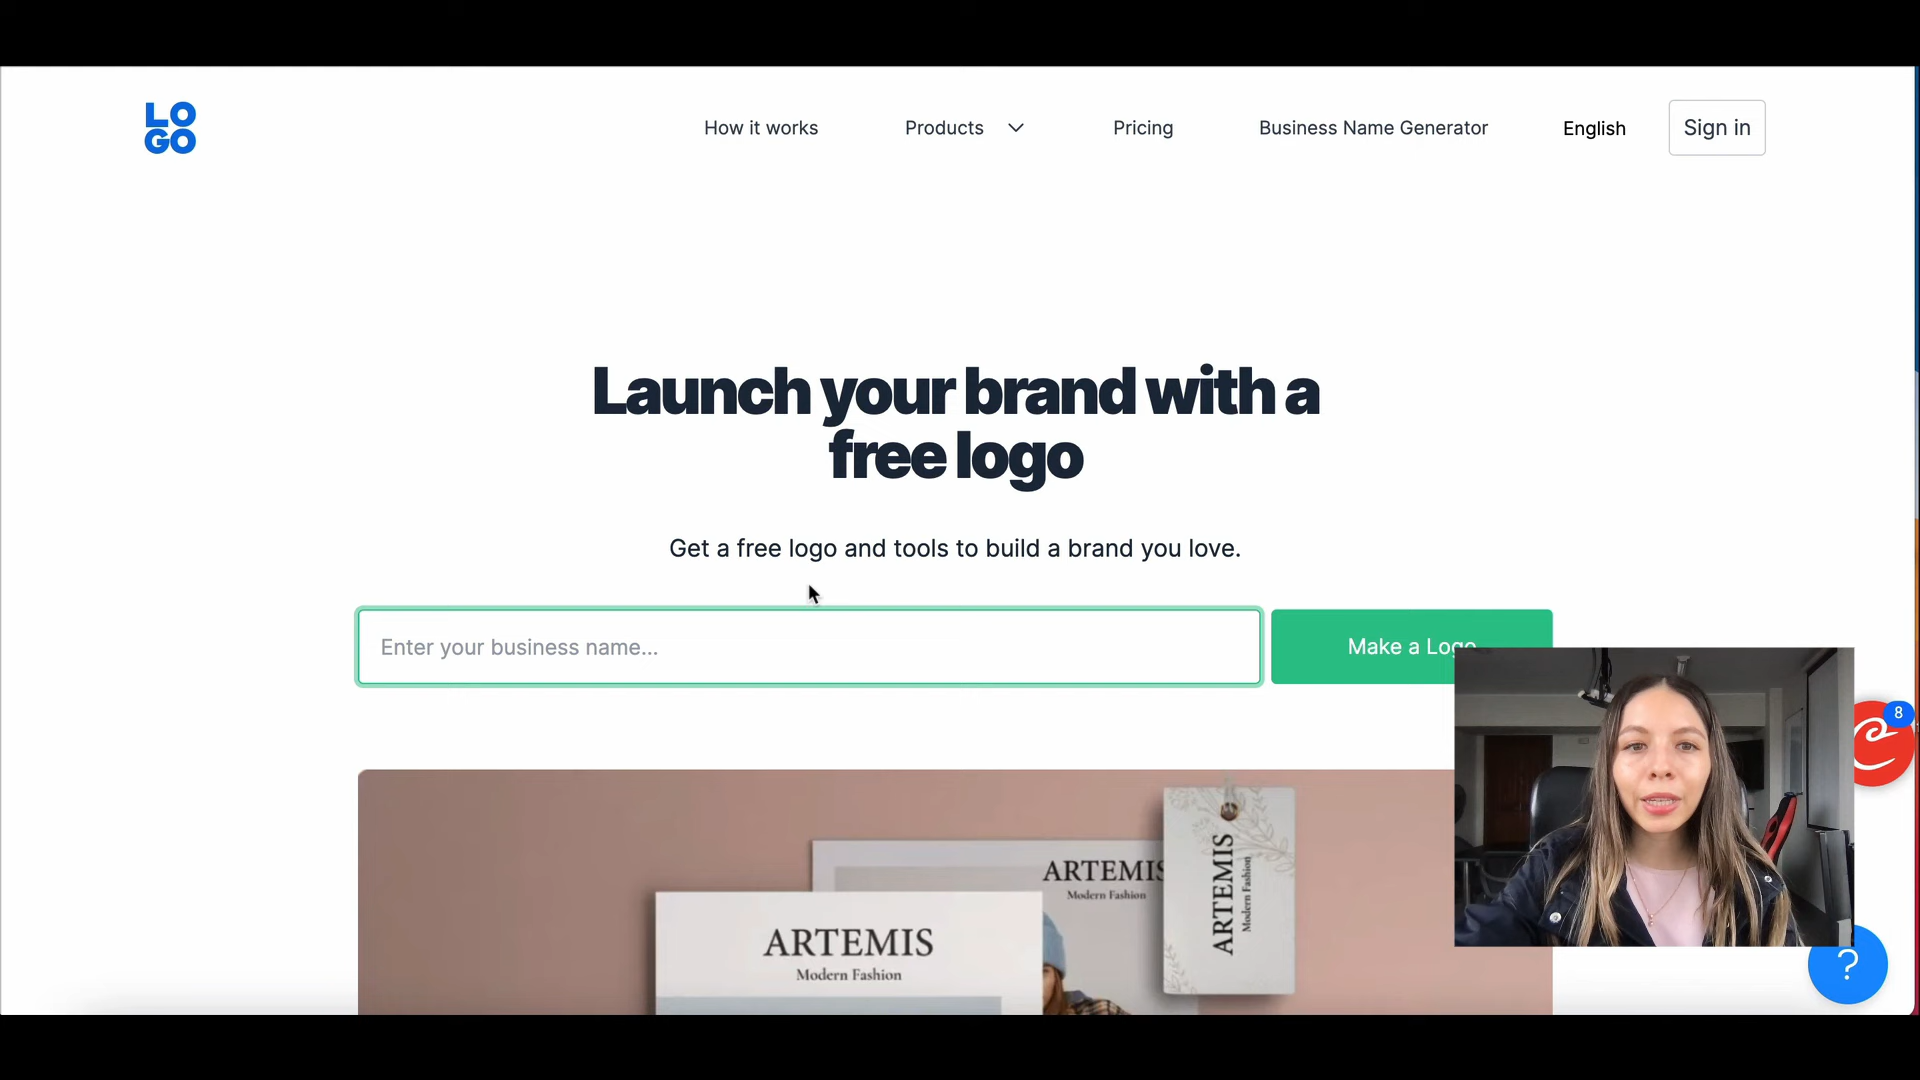 LO
GO
How it works
Products
Pricing
Business Name Generator
English
Sign in
Launch your brand with a
free logo
Get a free logo and tools to build a brand you love.
Enter your business name...
Make a Logo
8
ARTEMIS
Modern Fashion
ARTEMIS
Modern Fashion
ARTEMIS
Modern Fashion
?